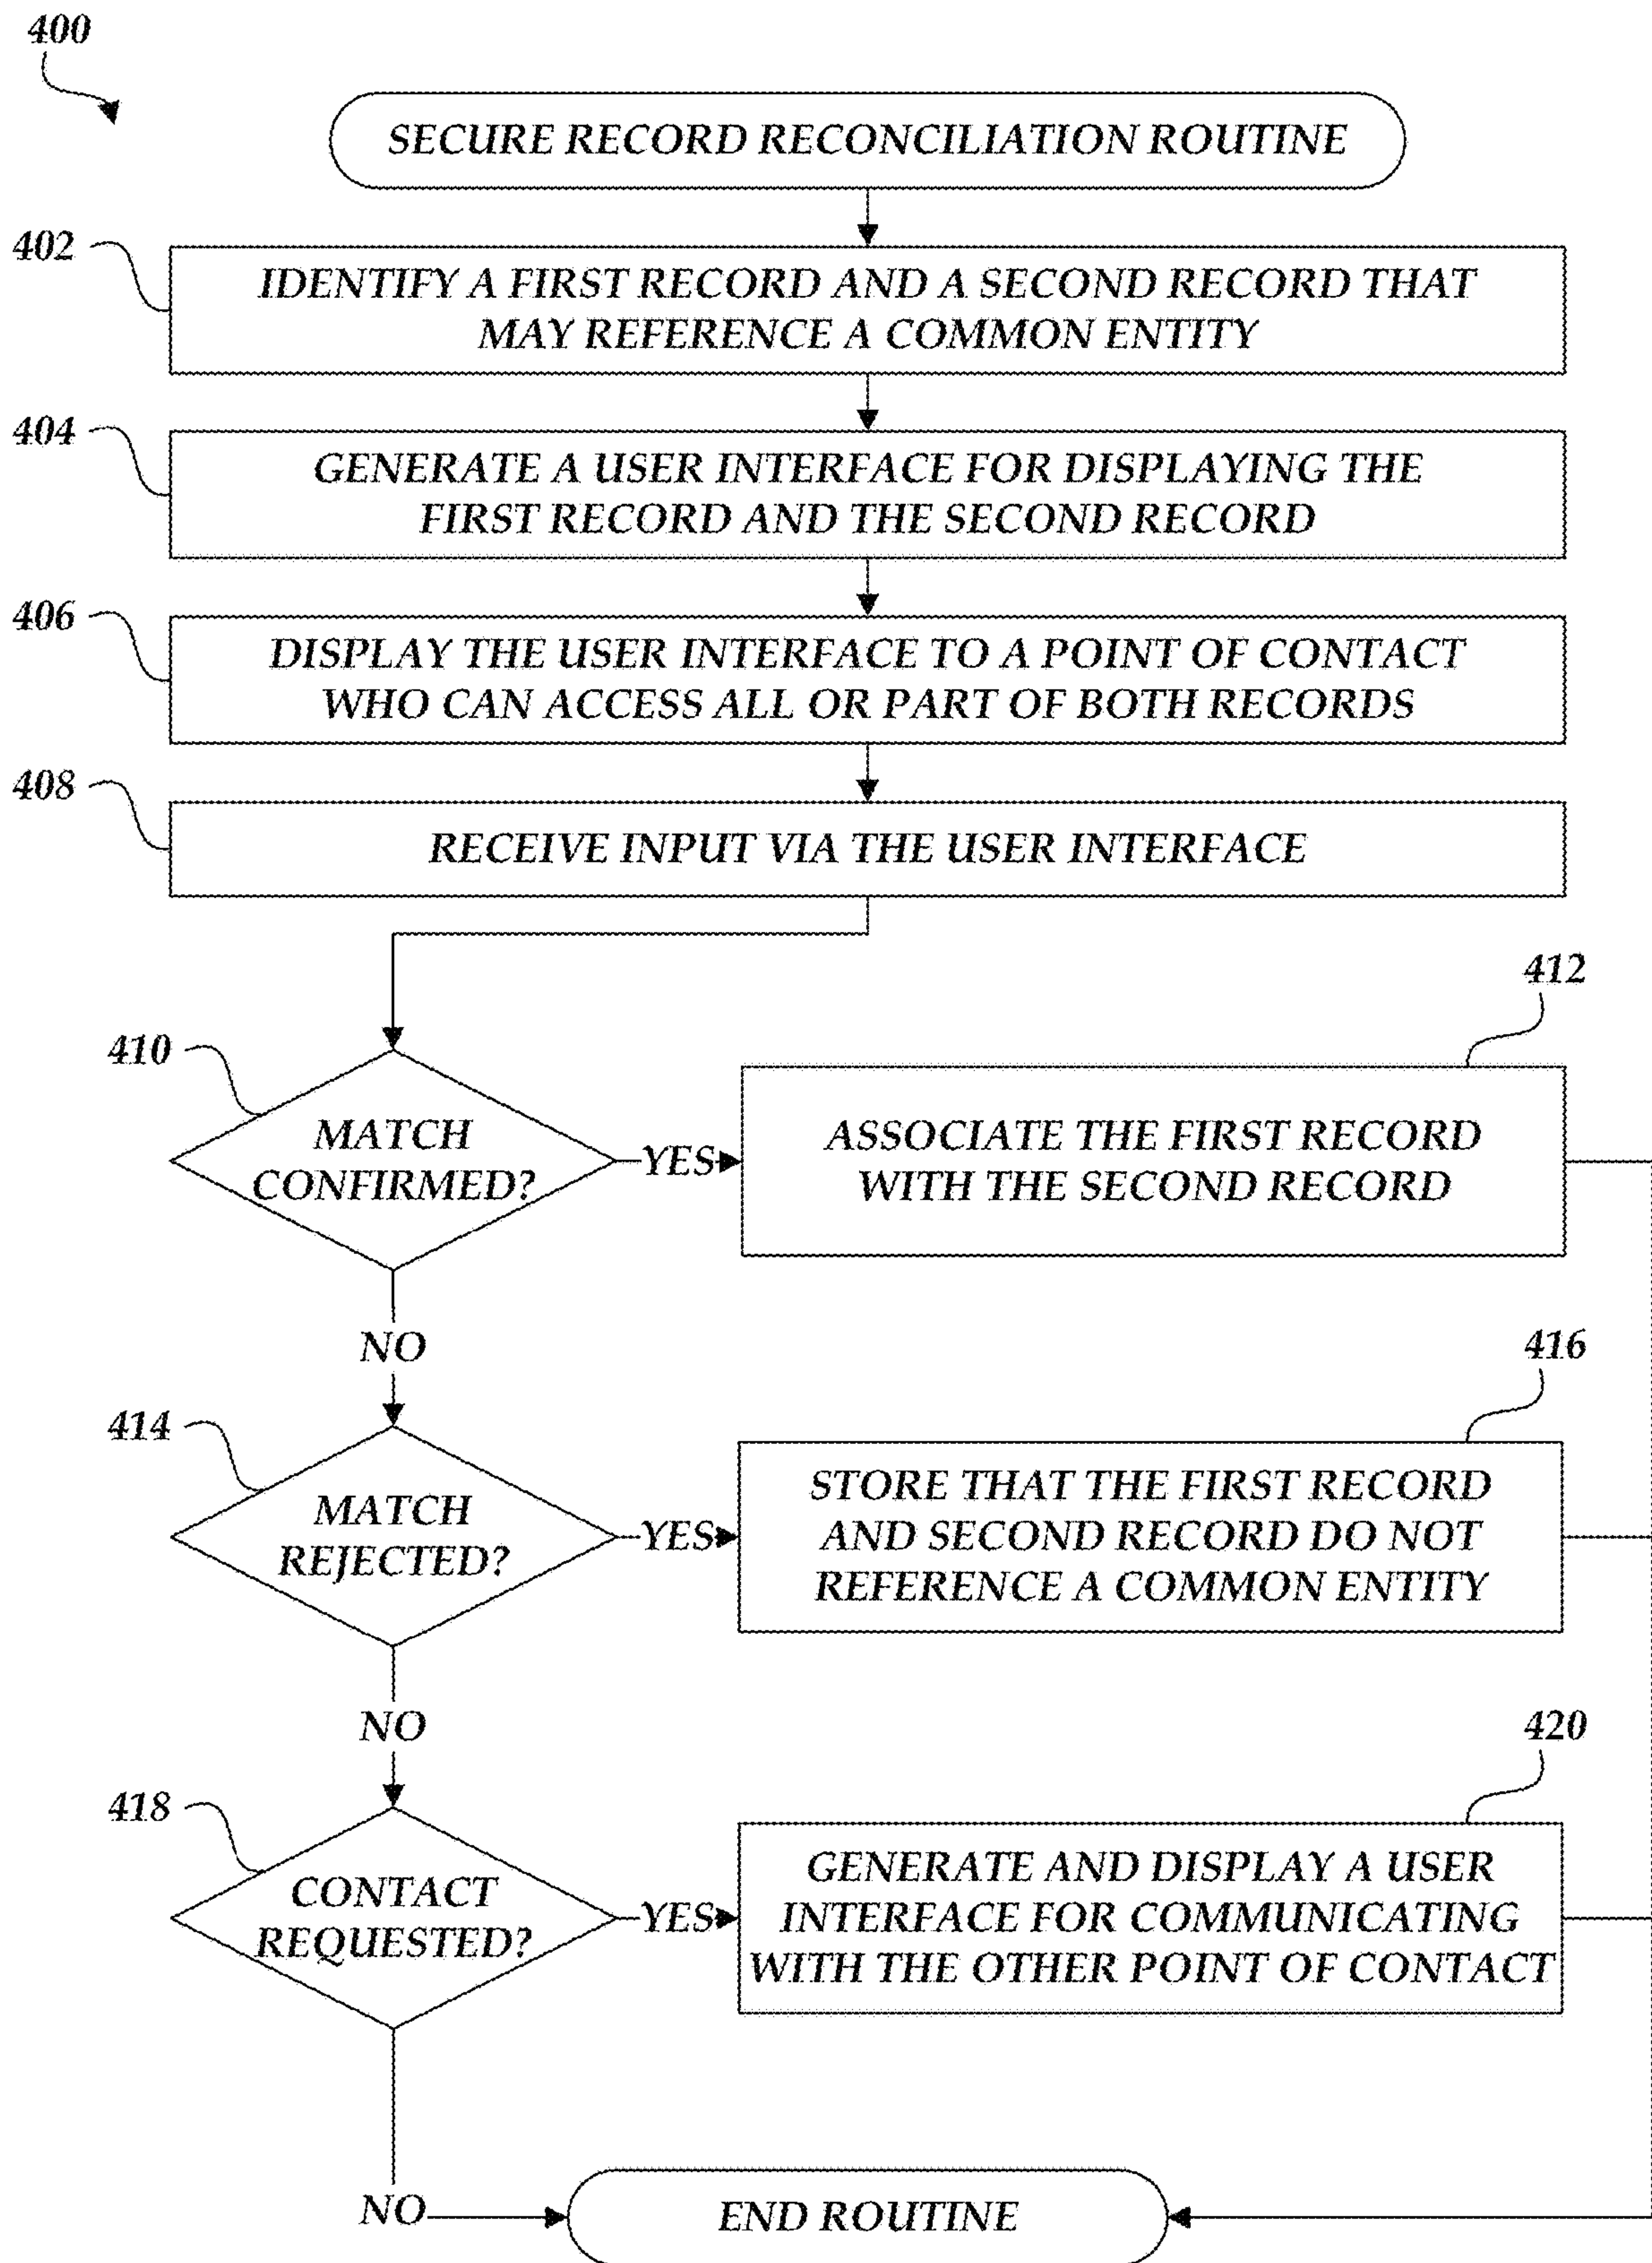 400
SECURE RECORD RECONCILIATION ROUTINE
402
IDENTIFY A FIRST RECORD AND A SECOND RECORD THAT
MAY REFERENCE A COMMON ENTITY
404
GENERATE A USER INTERFACE FOR DISPLAYING THE
FIRST RECORD AND THE SECOND RECORD
406
DISPLAY THE USER INTERFACE TO A POINT OF CONTACT
WHO CAN ACCESS ALL OR PART OF BOTH RECORDS
408
RECEIVE INPUT VIA THE USER INTERFACE
410
MATCH
CONFIRMED?
YES
412
ASSOCIATE THE FIRST RECORD
WITH THE SECOND RECORD
NO
414
MATCH
REJECTED?
YES
416
STORE THAT THE FIRST RECORD
AND SECOND RECORD DO NOT
REFERENCE A COMMON ENTITY
NO
418
CONTACT
REQUESTED?
YES
420
GENERATE AND DISPLAY A USER
INTERFACE FOR COMMUNICATING
WITH THE OTHER POINT OF CONTACT
NO
END ROUTINE